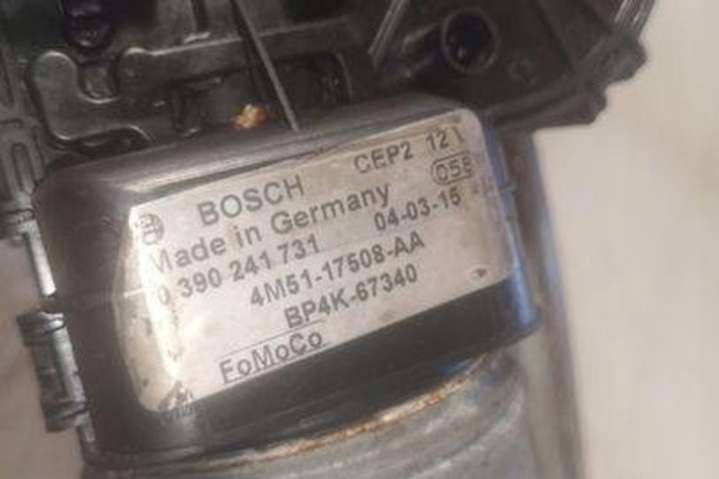 BOSCH CEP2 12
Made in Germany 058
0 390 241 731 04-03-15
4M51-17508-AA
BP4K-67340
FoMoCo